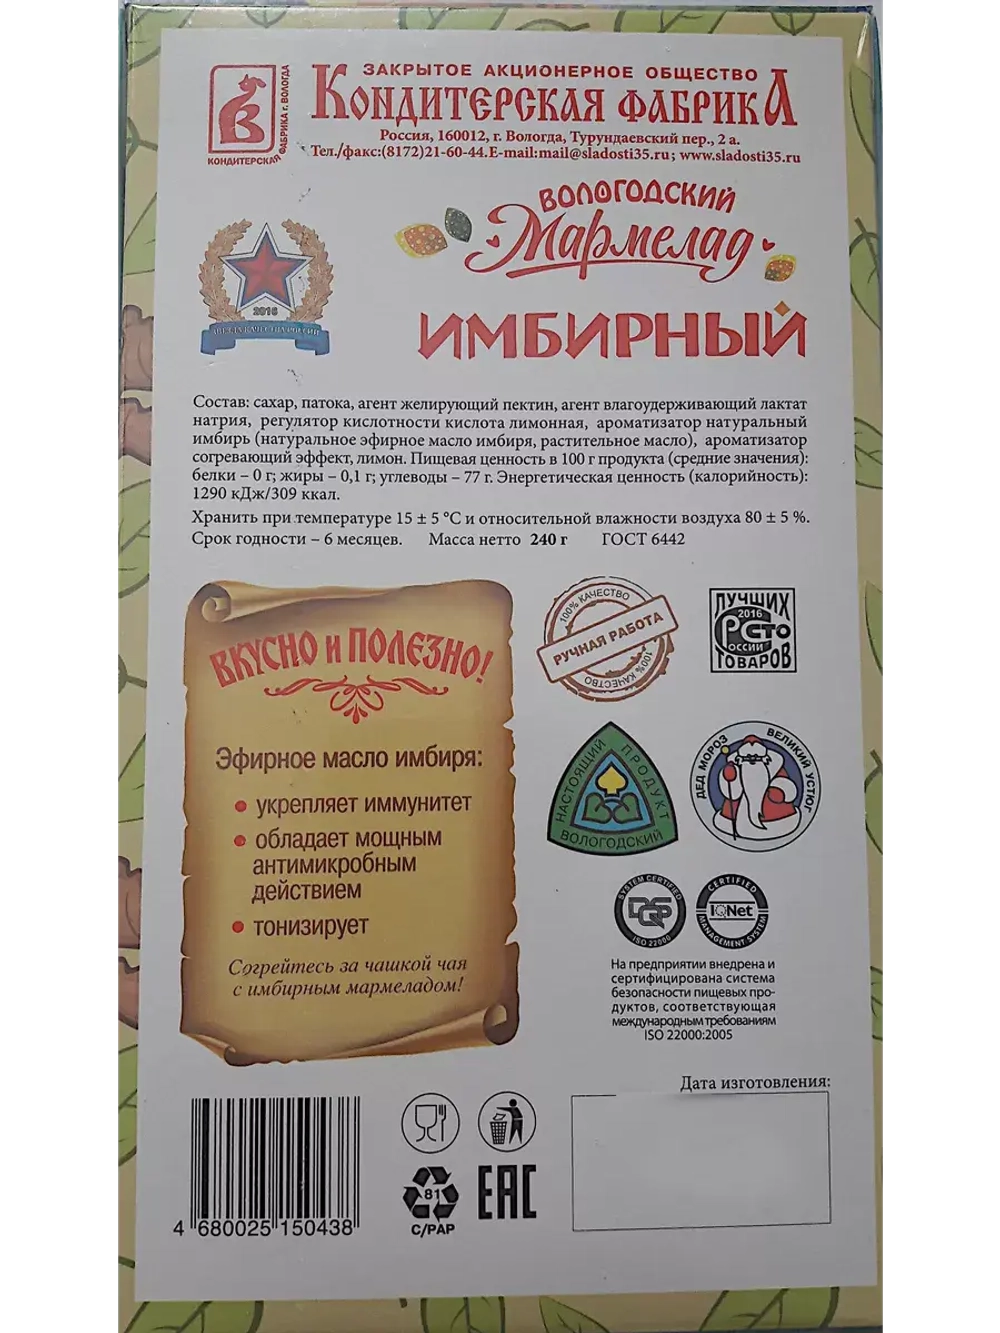 ЗАКРЫТОЕ АКЦИОНЕРНОЕ ОБЩЕСТВО
КОНДИТЕРСКАЯ ФАБРИКА
Россия, 160012, г. Вологда, Турундаевский пер., 2 а.
Тел./факс:(8172)21-60-44.E-mail:mail@sladosti35.ru; www.sladosti35.ru
КОНДИТЕРСКАЯ ФАБРИКА г. ВОЛОГДА
ВОЛОГОДСКИЙ
Мармелад
ИМБИРНЫЙ
2016
ЗВЕЗДА КАЧЕСТВА РОССИИ
Состав: сахар, патока, агент желирующий пектин, агент влагоудерживающий лактат
натрия, регулятор кислотности кислота лимонная, ароматизатор натуральный
имбирь (натуральное эфирное масло имбиря, растительное масло), ароматизатор
согревающий эффект, лимон. Пищевая ценность в 100 г продукта (средние значения):
белки – 0 г; жиры – 0,1 г; углеводы – 77 г. Энергетическая ценность (калорийность):
1290 кДж/309 ккал.
Хранить при температуре 15 ± 5 °С и относительной влажности воздуха 80 ± 5 %.
Срок годности – 6 месяцев. Масса нетто 240 г ГОСТ 6442
ВКУСНО И ПОЛЕЗНО!
Эфирное масло имбиря:
• укрепляет иммунитет
• обладает мощным
антимикробным
действием
• тонизирует
Согрейтесь за чашкой чая
с имбирным мармеладом!
100% КАЧЕСТВО
РУЧНАЯ РАБОТА
100% КАЧЕСТВО
ЛУЧШИХ
2016
СТО
РОССИИ
ТОВАРОВ
НАСТОЯЩИЙ ПРОДУКТ
ВОЛОГОДСКИЙ
ДЕД МОРОЗ ВЕЛИКИЙ УСТЮГ
SYSTEM CERTIFIED
DQS
ISO 22000
CERTIFIED
IQNet
MANAGEMENT SYSTEM
На предприятии внедрена и
сертифицирована система
безопасности пищевых про-
дуктов, соответствующая
международным требованиям
ISO 22000:2005
Дата изготовления:
81
C/PAP
EAC
4 680025 150438